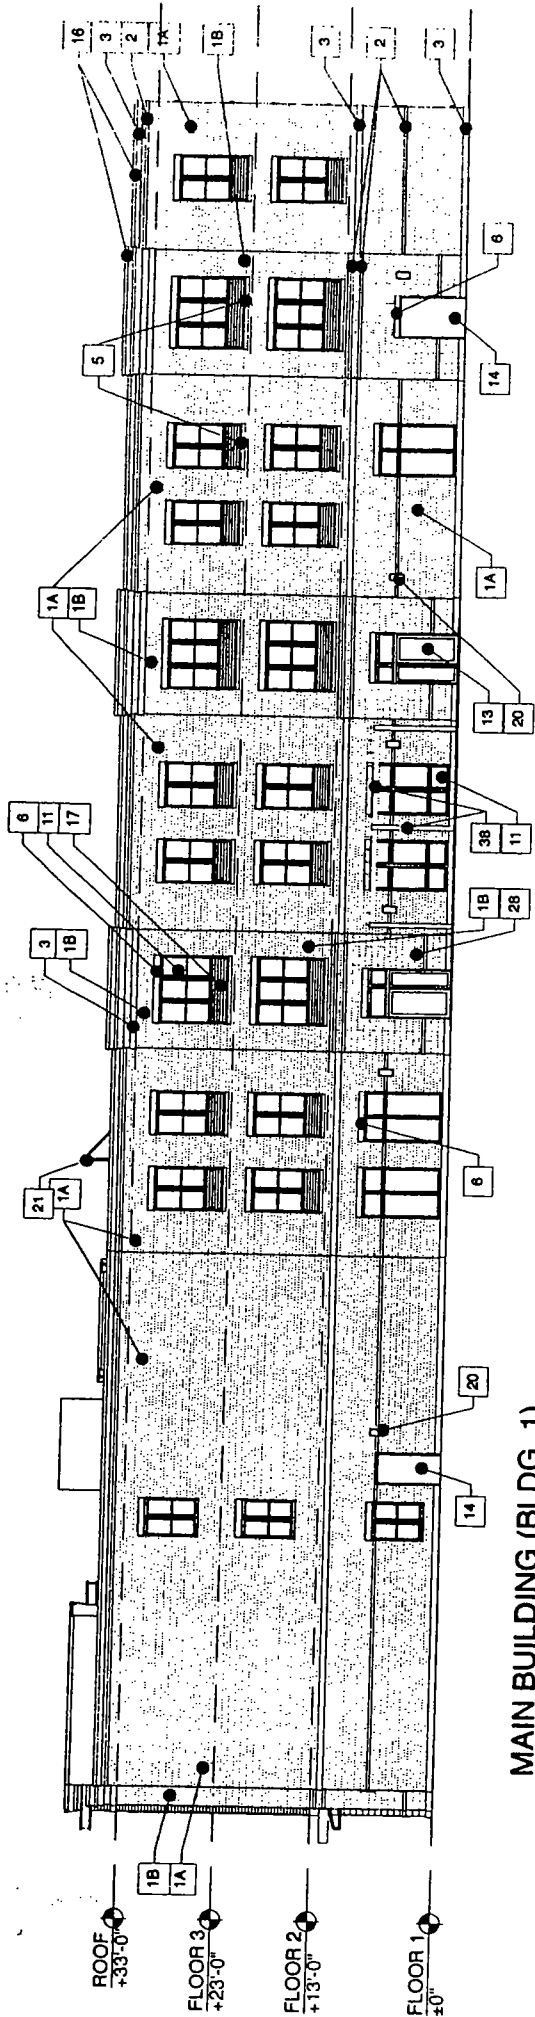 16
3
2
1A
1B
3
2
3
5
6
14
1A
1B
1A
13
20
6
11
17
38
11
3
1B
1B
28
21
1A
6
20
14
1B
1A
ROOF
+33'-0"
FLOOR 3
+23'-0"
FLOOR 2
+13'-0"
FLOOR 1
±0"
MAIN BUILDING (BLDG. 1)